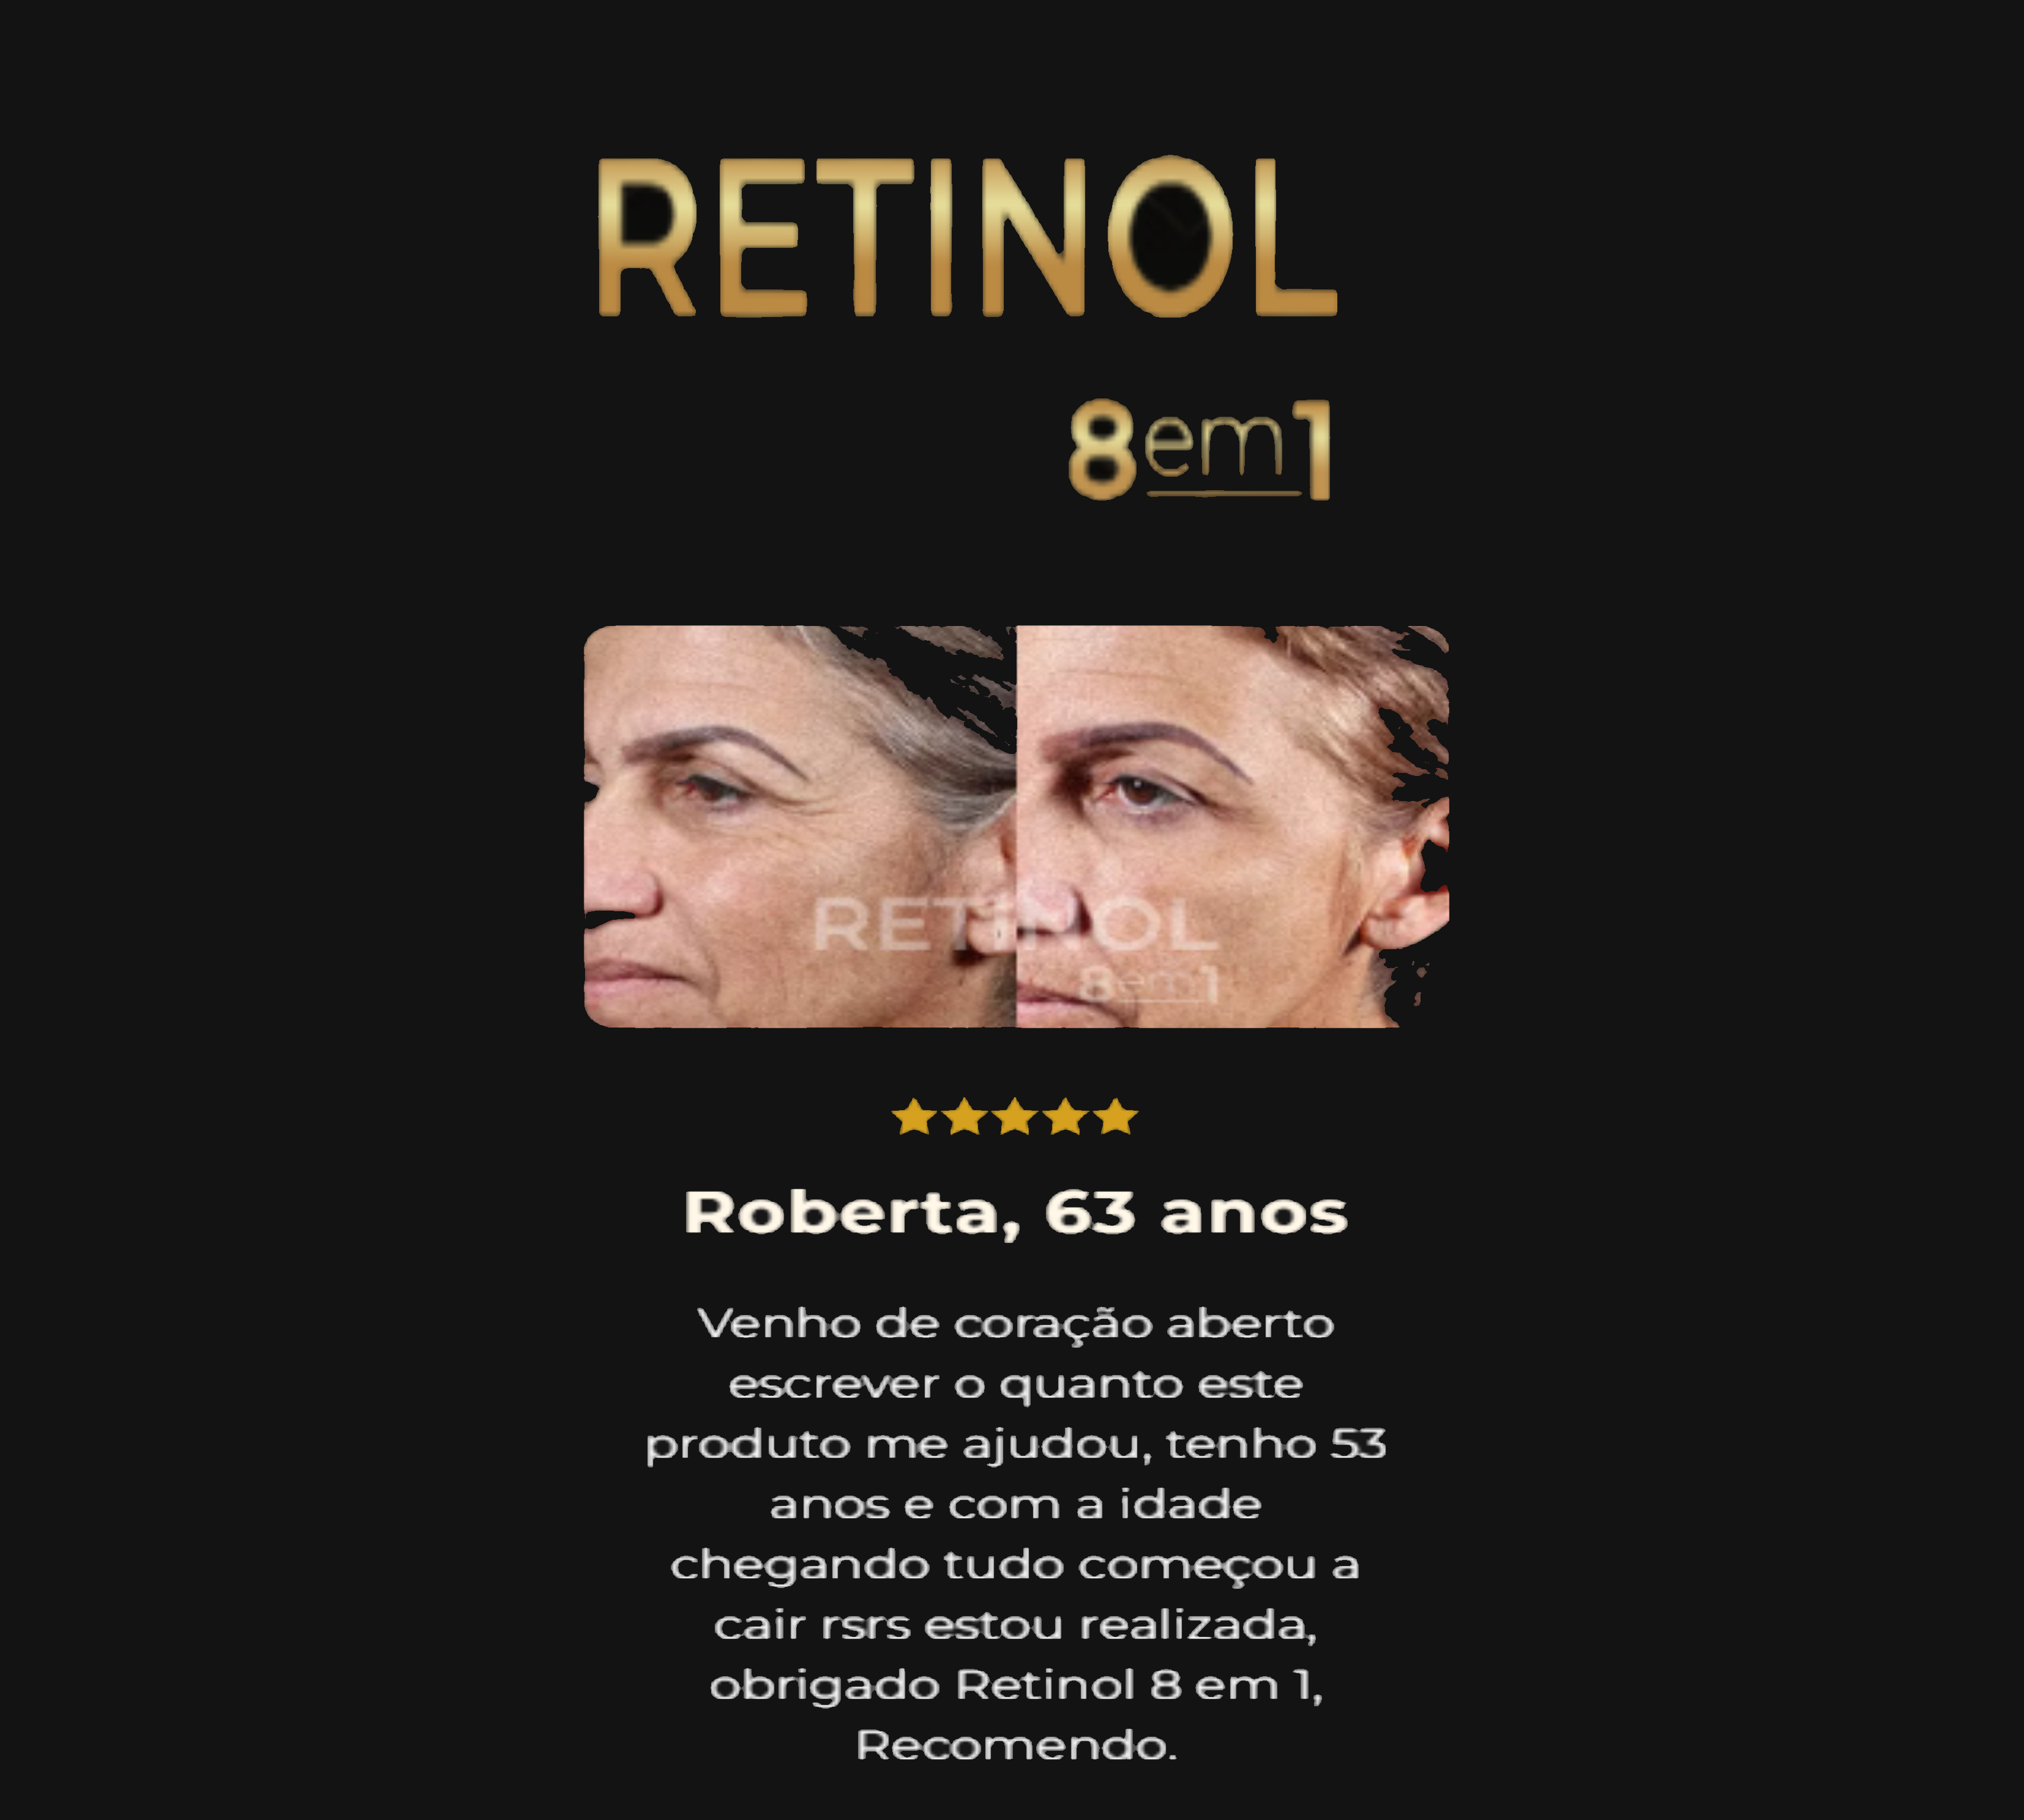 RETINOL
8em1
RETINOL
8em1
Roberta, 63 anos
Venho de coração aberto
escrever o quanto este
produto me ajudou, tenho 53
anos e com a idade
chegando tudo começou a
cair rsrs estou realizada,
obrigado Retinol 8 em 1,
Recomendo.